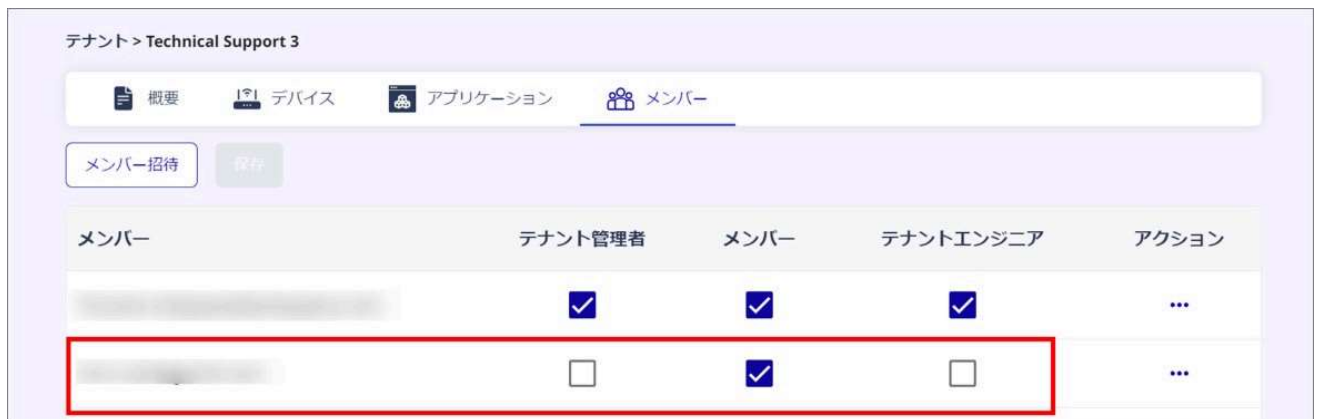 テナント > Technical Support 3
概要 デバイス アプリケーション メンバー
メンバー招待 保存
メンバー テナント管理者 メンバー テナントエンジニア アクション